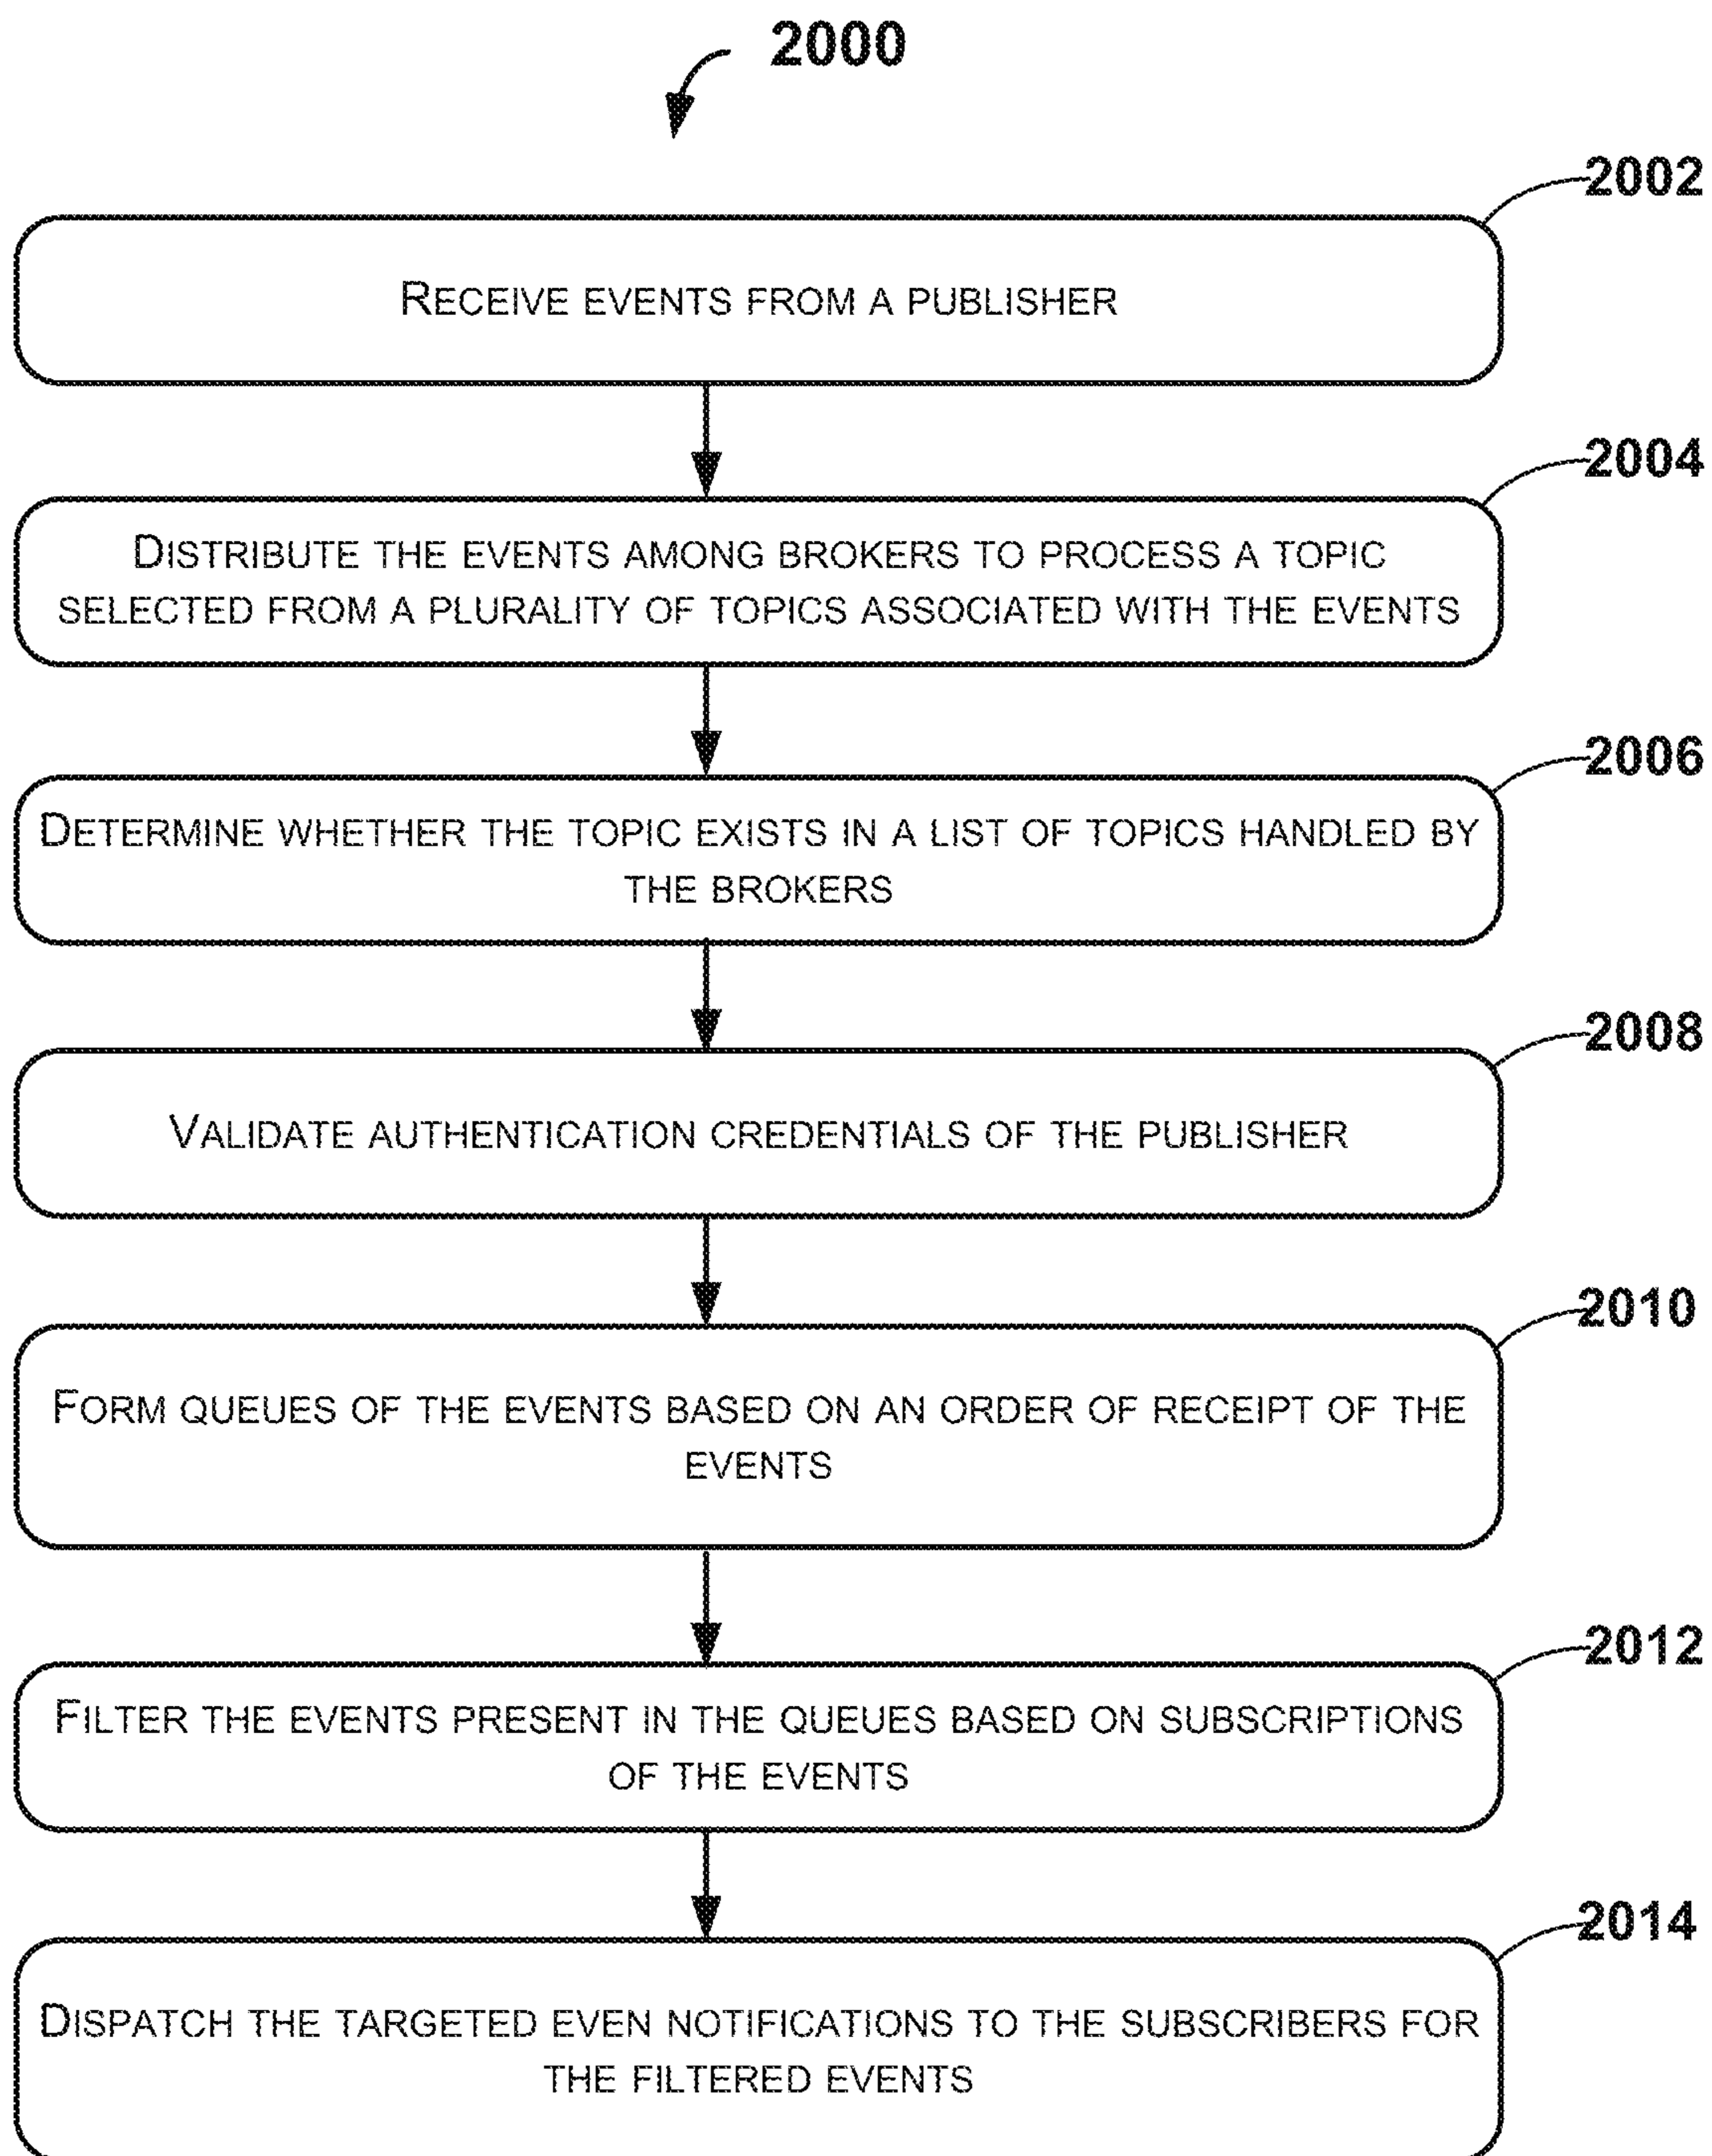 2000
2002
RECEIVE EVENTS FROM A PUBLISHER
2004
DISTRIBUTE THE EVENTS AMONG BROKERS TO PROCESS A TOPIC
SELECTED FROM A PLURALITY OF TOPICS ASSOCIATED WITH THE EVENTS
2006
DETERMINE WHETHER THE TOPIC EXISTS IN A LIST OF TOPICS HANDLED BY
THE BROKERS
2008
VALIDATE AUTHENTICATION CREDENTIALS OF THE PUBLISHER
2010
FORM QUEUES OF THE EVENTS BASED ON AN ORDER OF RECEIPT OF THE
EVENTS
2012
FILTER THE EVENTS PRESENT IN THE QUEUES BASED ON SUBSCRIPTIONS
OF THE EVENTS
2014
DISPATCH THE TARGETED EVEN NOTIFICATIONS TO THE SUBSCRIBERS FOR
THE FILTERED EVENTS